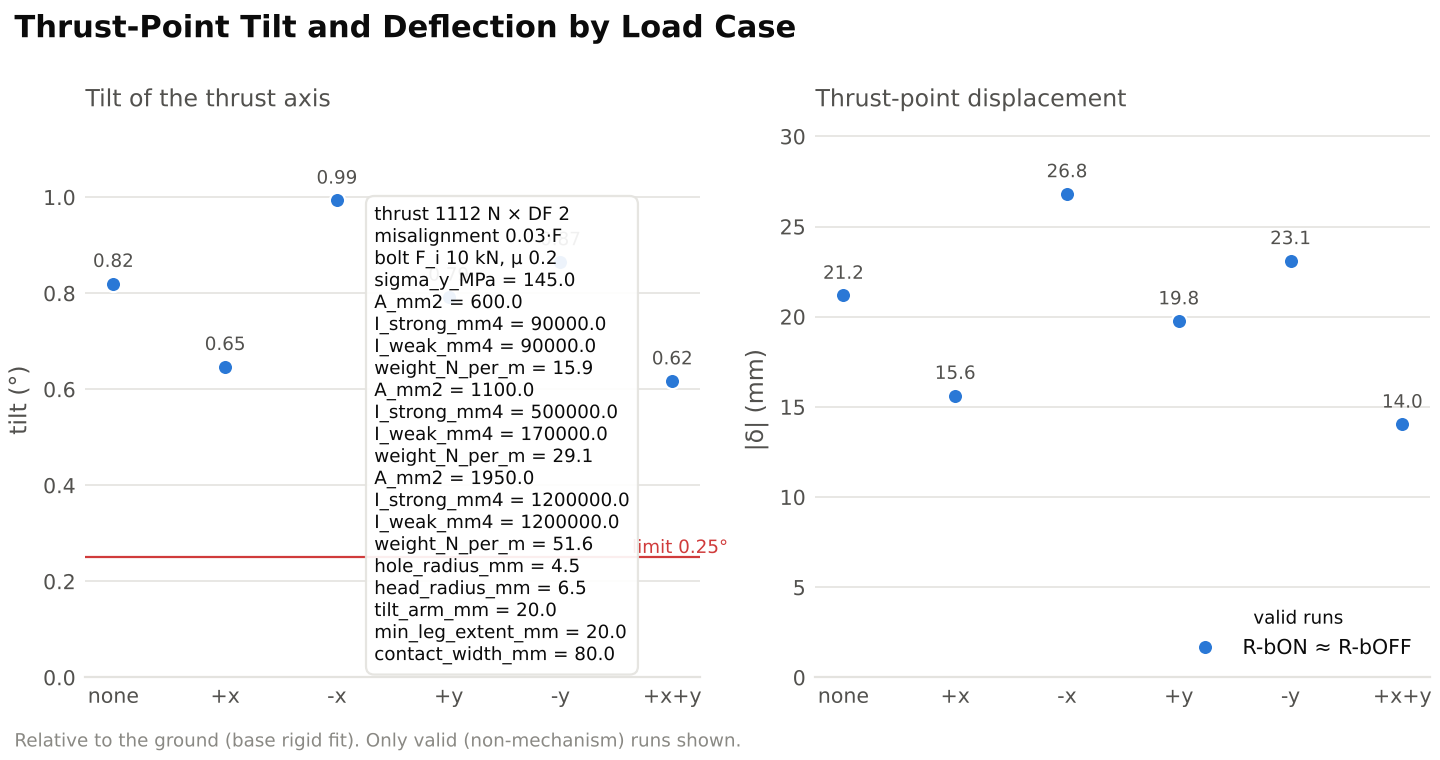 Thrust-Point Tilt and Deflection by Load Case
Tilt of the thrust axis
tilt (°)
1.0
0.8
0.6
0.4
0.2
0.0
0.82
0.65
0.99
0.62
imit 0.25°
none
+x
-x
+y
-y
+x+y
thrust 1112 N × DF 2
misalignment 0.03·F
bolt F_i 10 kN, μ 0.2
sigma_y_MPa = 145.0
A_mm2 = 600.0
I_strong_mm4 = 90000.0
I_weak_mm4 = 90000.0
weight_N_per_m = 15.9
A_mm2 = 1100.0
I_strong_mm4 = 500000.0
I_weak_mm4 = 170000.0
weight_N_per_m = 29.1
A_mm2 = 1950.0
I_strong_mm4 = 1200000.0
I_weak_mm4 = 1200000.0
weight_N_per_m = 51.6
hole_radius_mm = 4.5
head_radius_mm = 6.5
tilt_arm_mm = 20.0
min_leg_extent_mm = 20.0
contact_width_mm = 80.0
Thrust-point displacement
|δ| (mm)
30
25
20
15
10
5
0
21.2
15.6
26.8
19.8
23.1
14.0
valid runs
R-bON ≈ R-bOFF
none
+x
-x
+y
-y
+x+y
Relative to the ground (base rigid fit). Only valid (non-mechanism) runs shown.